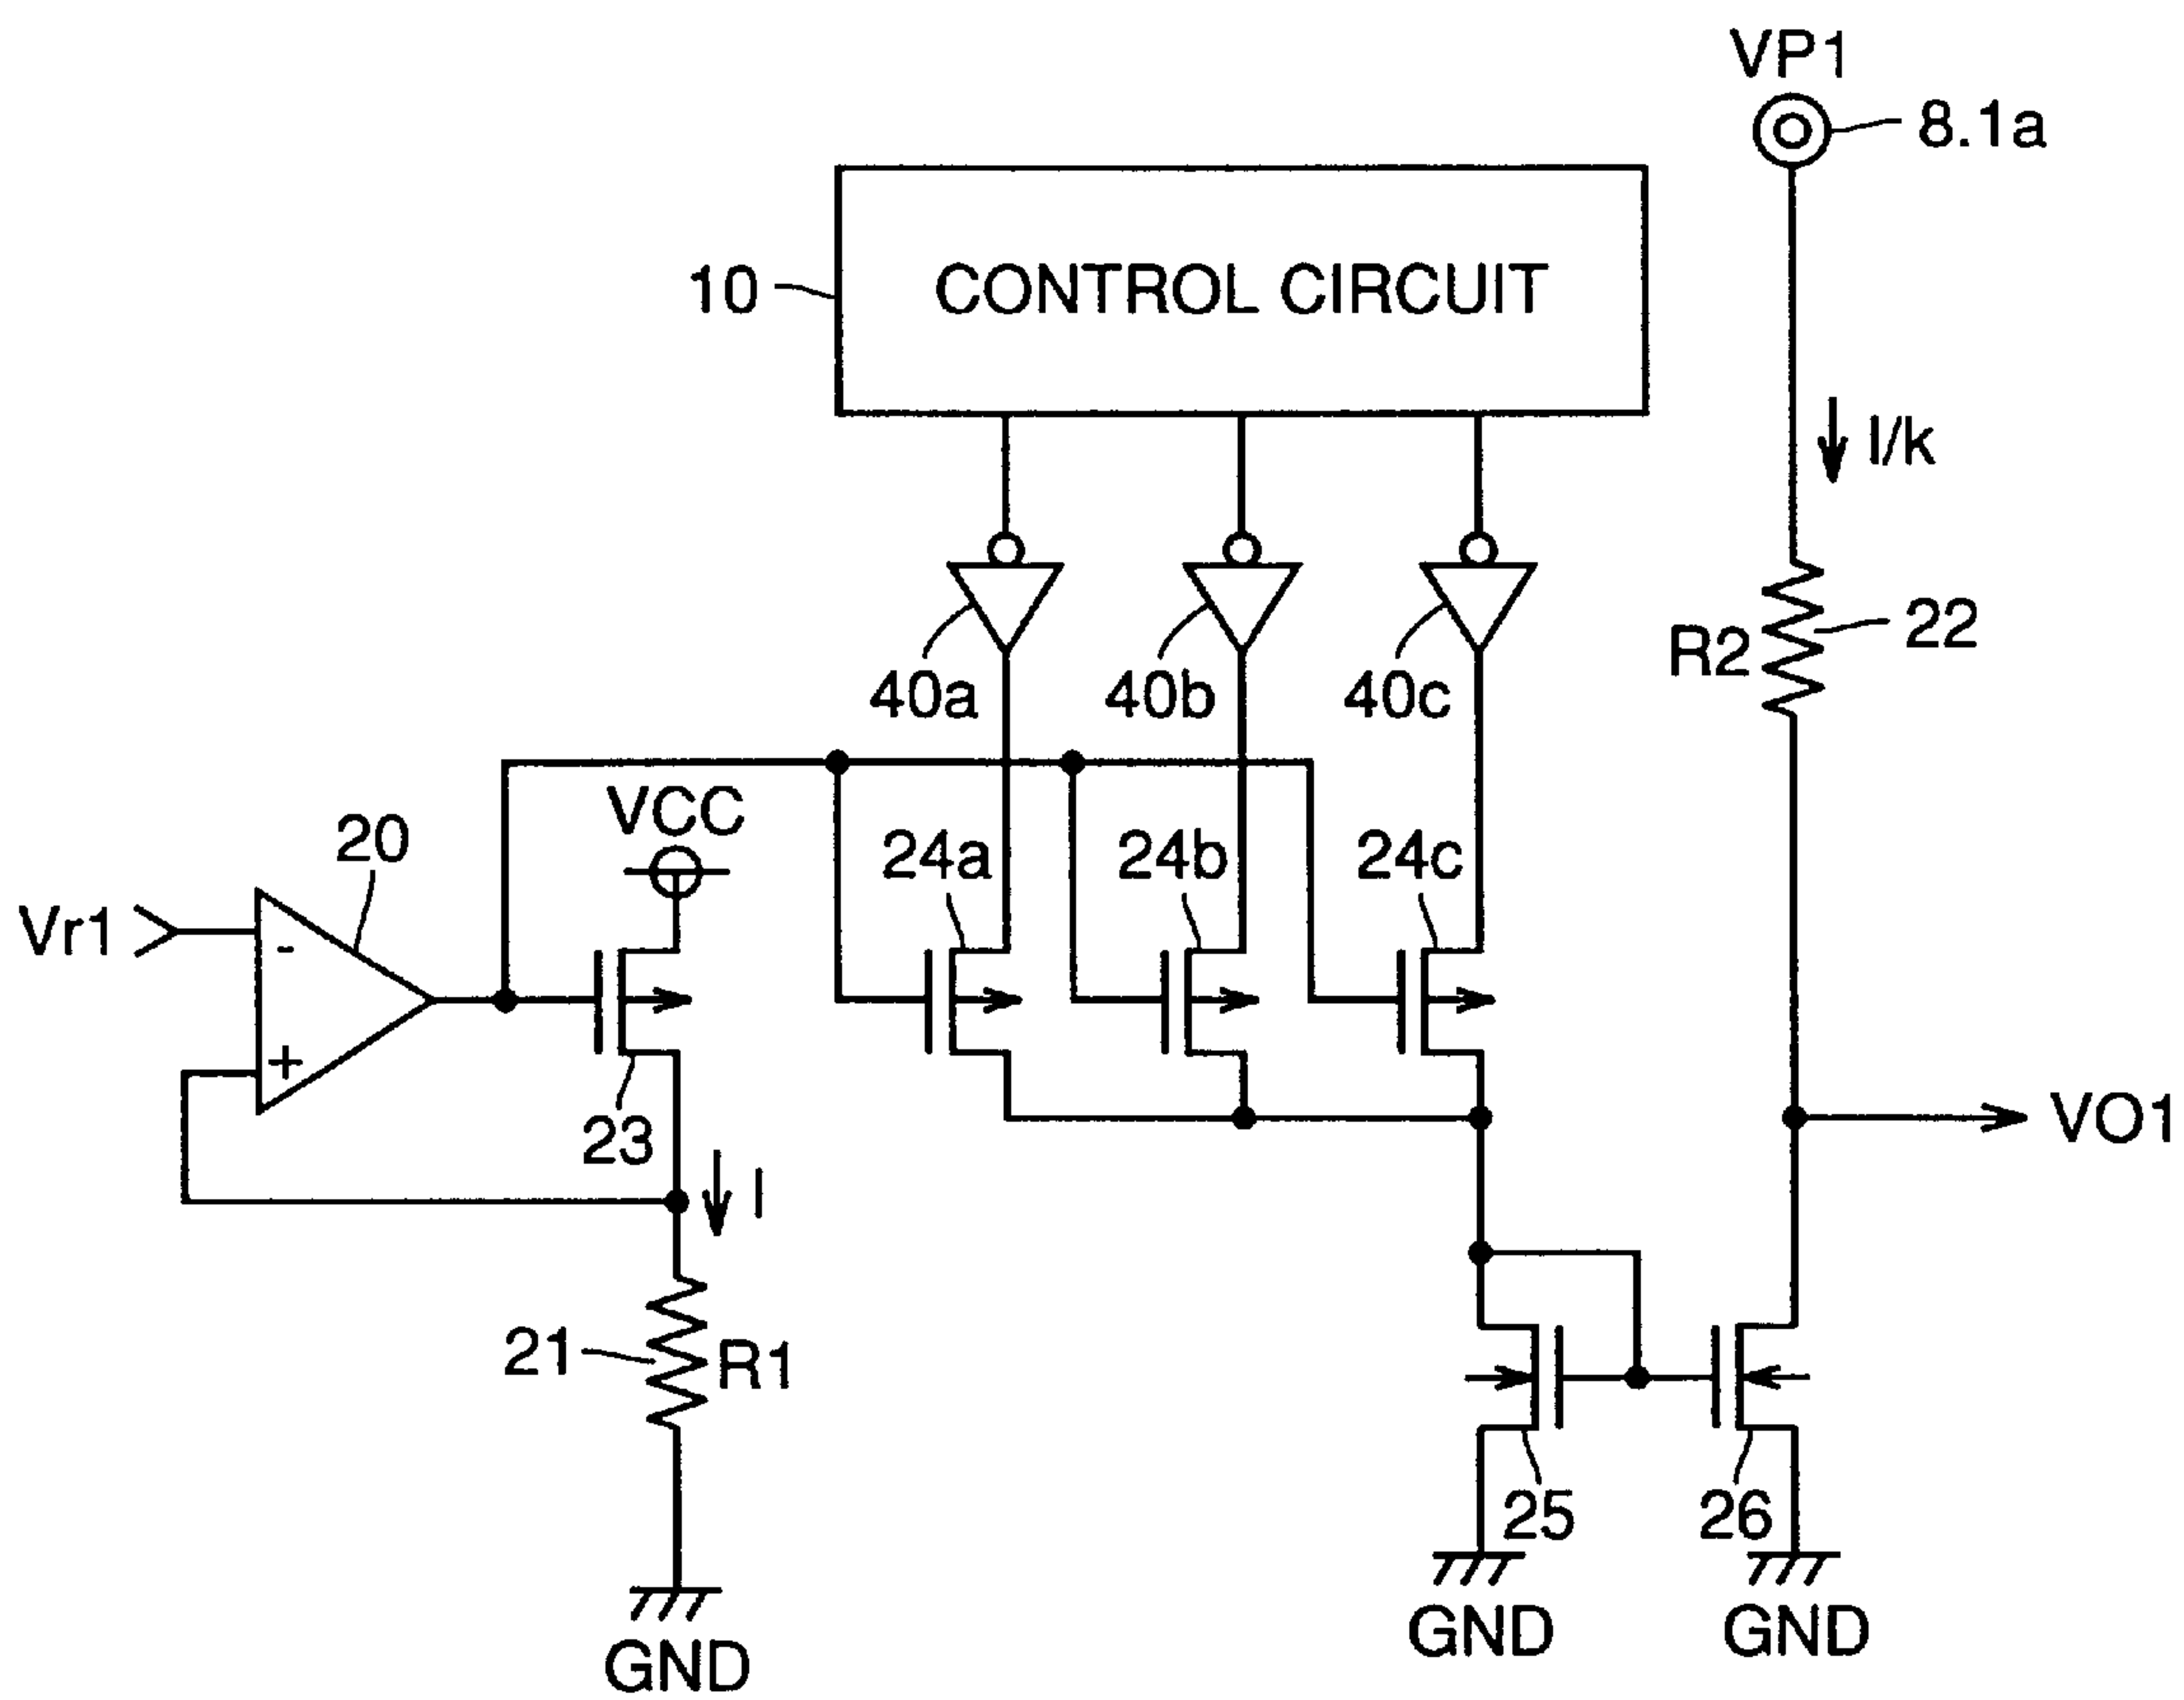 VP1
8.1a
10
CONTROL CIRCUIT
I/k
R2
22
40a
40b
40c
VCC
20
24a
24b
24c
Vr1
-
+
23
I
VO1
21
R1
25
26
GND
GND
GND